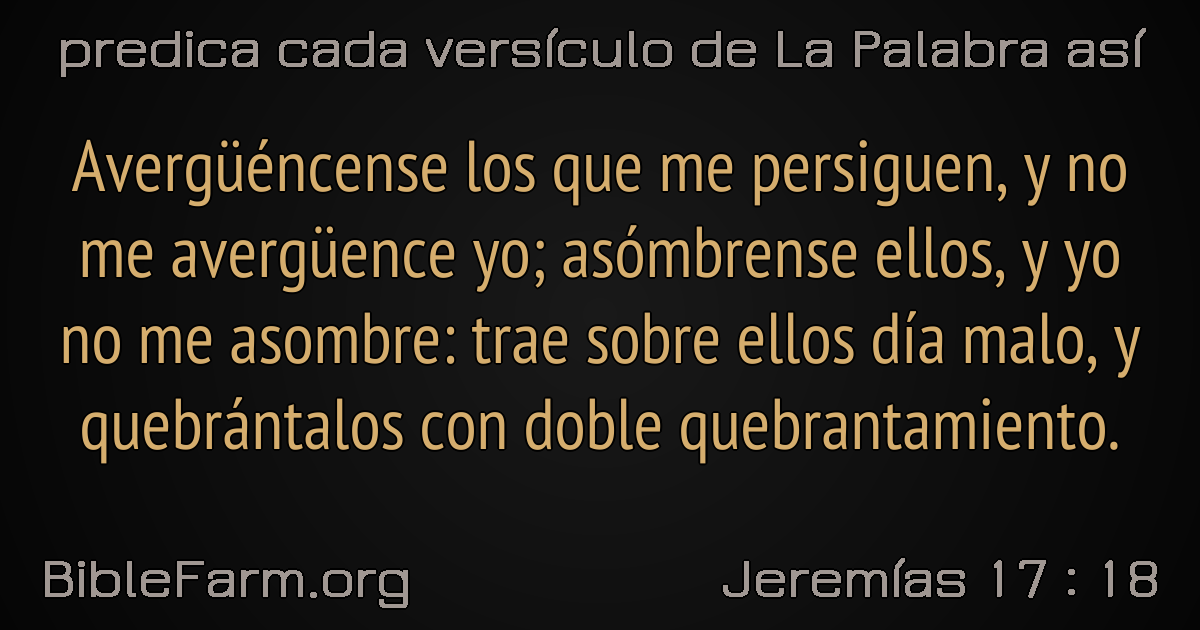 predica cada versículo de La Palabra así
Avergüéncense los que me persiguen, y no
me avergüence yo; asómbrense ellos, y yo
no me asombre: trae sobre ellos día malo, y
quebrántalos con doble quebrantamiento.
BibleFarm.org
Jeremías 17 : 18